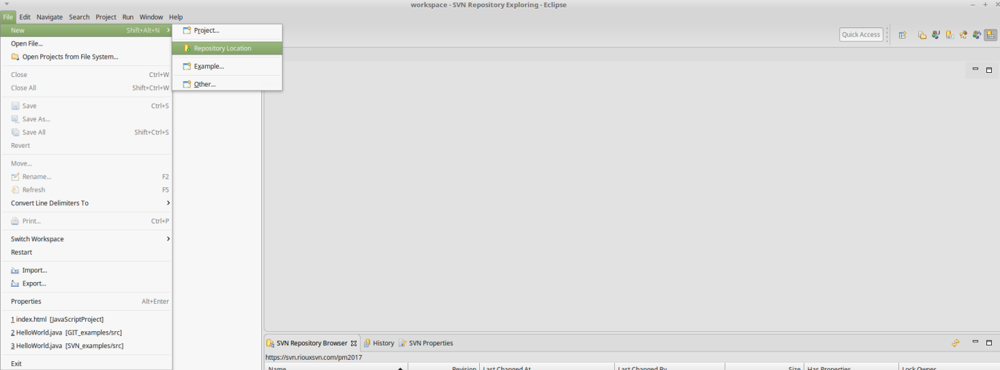 workspace - SVN Repository Exploring - Eclipse
File Edit Navigate Search Project Run Window Help
New Shift+Alt+N
Open File...
Open Projects from File System...
Close Ctrl+W
Close All Shift+Ctrl+W
Save Ctrl+S
Save As...
Save All Shift+Ctrl+S
Revert
Move...
Rename... F2
Refresh F5
Convert Line Delimiters To
Print... Ctrl+P
Switch Workspace
Restart
Import...
Export...
Properties Alt+Enter
1 index.html [JavaScriptProject]
2 HelloWorld.java [GIT_examples/src]
3 HelloWorld.java [SVN_examples/src]
Exit
Project...
Repository Location
Example...
Other...
Quick Access
SVN Repository Browser History SVN Properties
https://svn.riouxsvn.com/pm2017
Name Revision Last Changed At Last Changed By Size Has Properties Lock Owner